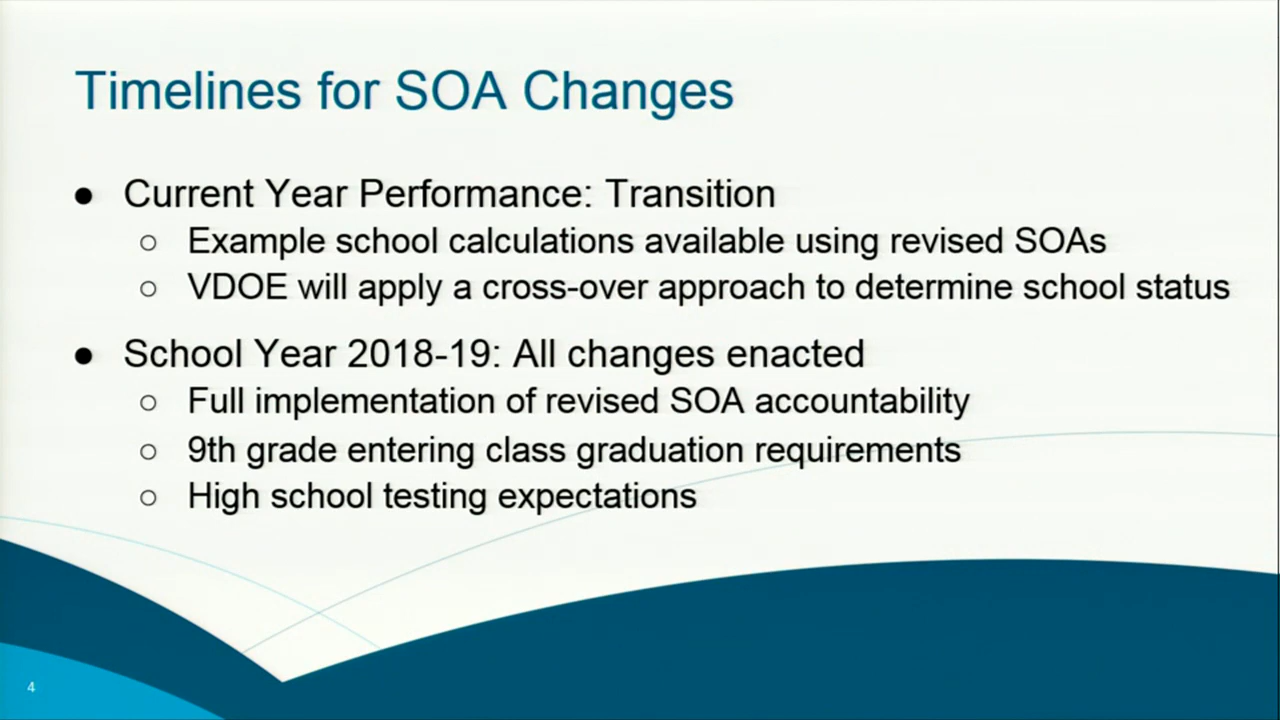 Timelines for SOA Changes
● Current Year Performance: Transition
○ Example school calculations available using revised SOAs
○ VDOE will apply a cross-over approach to determine school status
● School Year 2018-19: All changes enacted
○ Full implementation of revised SOA accountability
○ 9th grade entering class graduation requirements
○ High school testing expectations
4